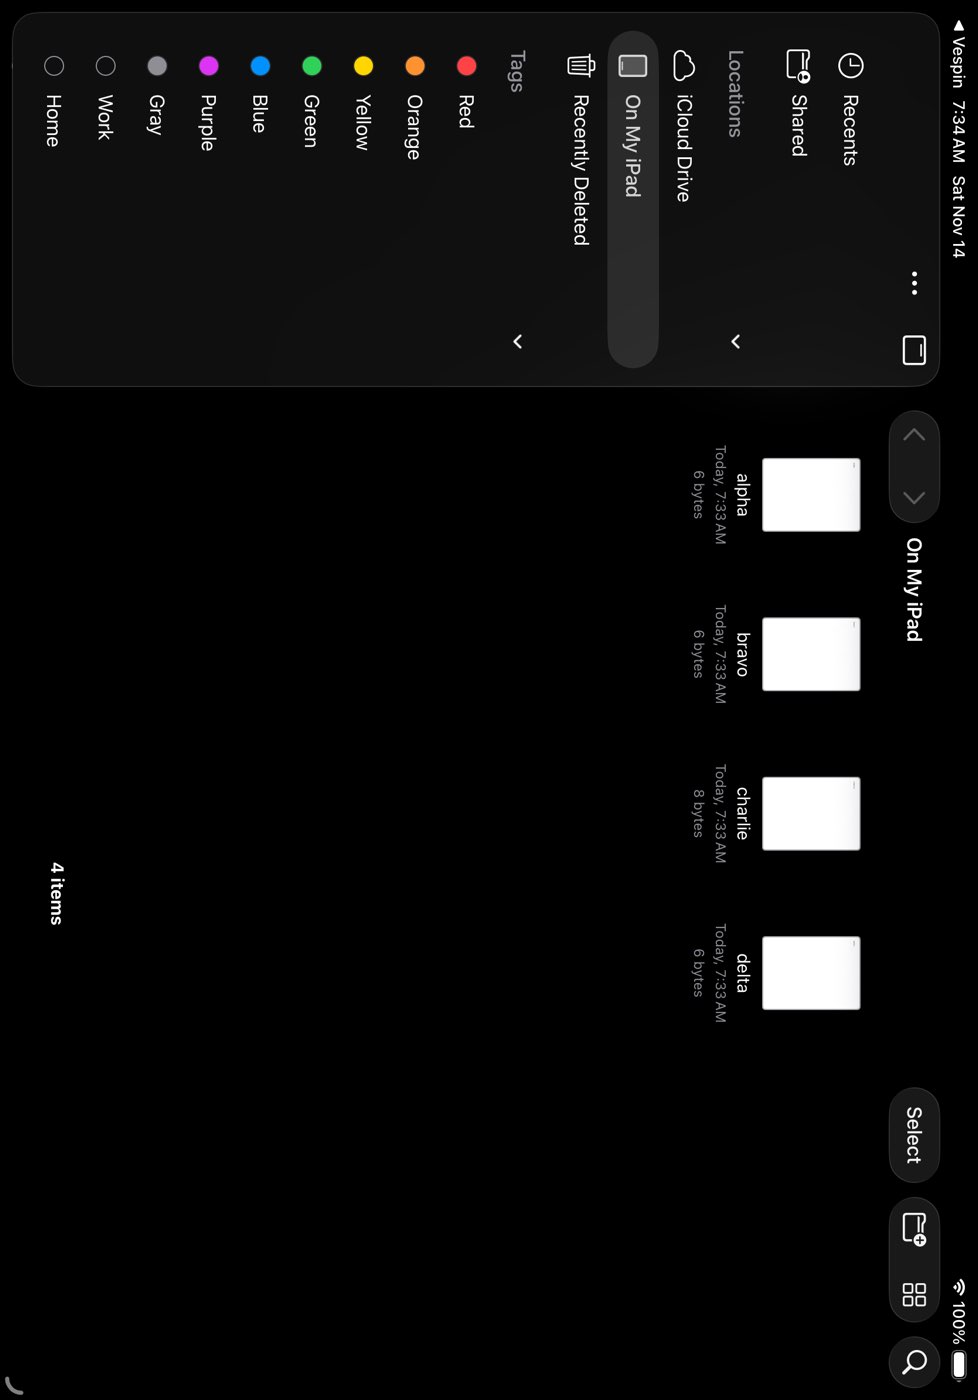 ◀ Vespin 7:34 AM Sat Nov 14
100%
On My iPad
Select
Recents
Shared
Locations
iCloud Drive
On My iPad
Recently Deleted
Tags
Red
Orange
Yellow
Green
Blue
Purple
Gray
Work
Home
alpha
Today, 7:33 AM
6 bytes
bravo
Today, 7:33 AM
6 bytes
charlie
Today, 7:33 AM
8 bytes
delta
Today, 7:33 AM
6 bytes
4 items